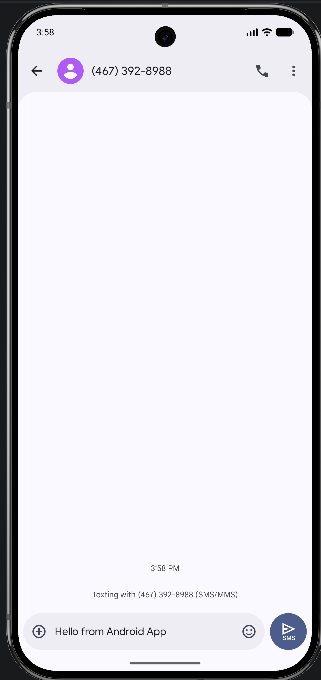 3:58
(467) 392-8988
3:58 PM
Texting with (467) 392-8988 (SMS/MMS)
Hello from Android App
SMS